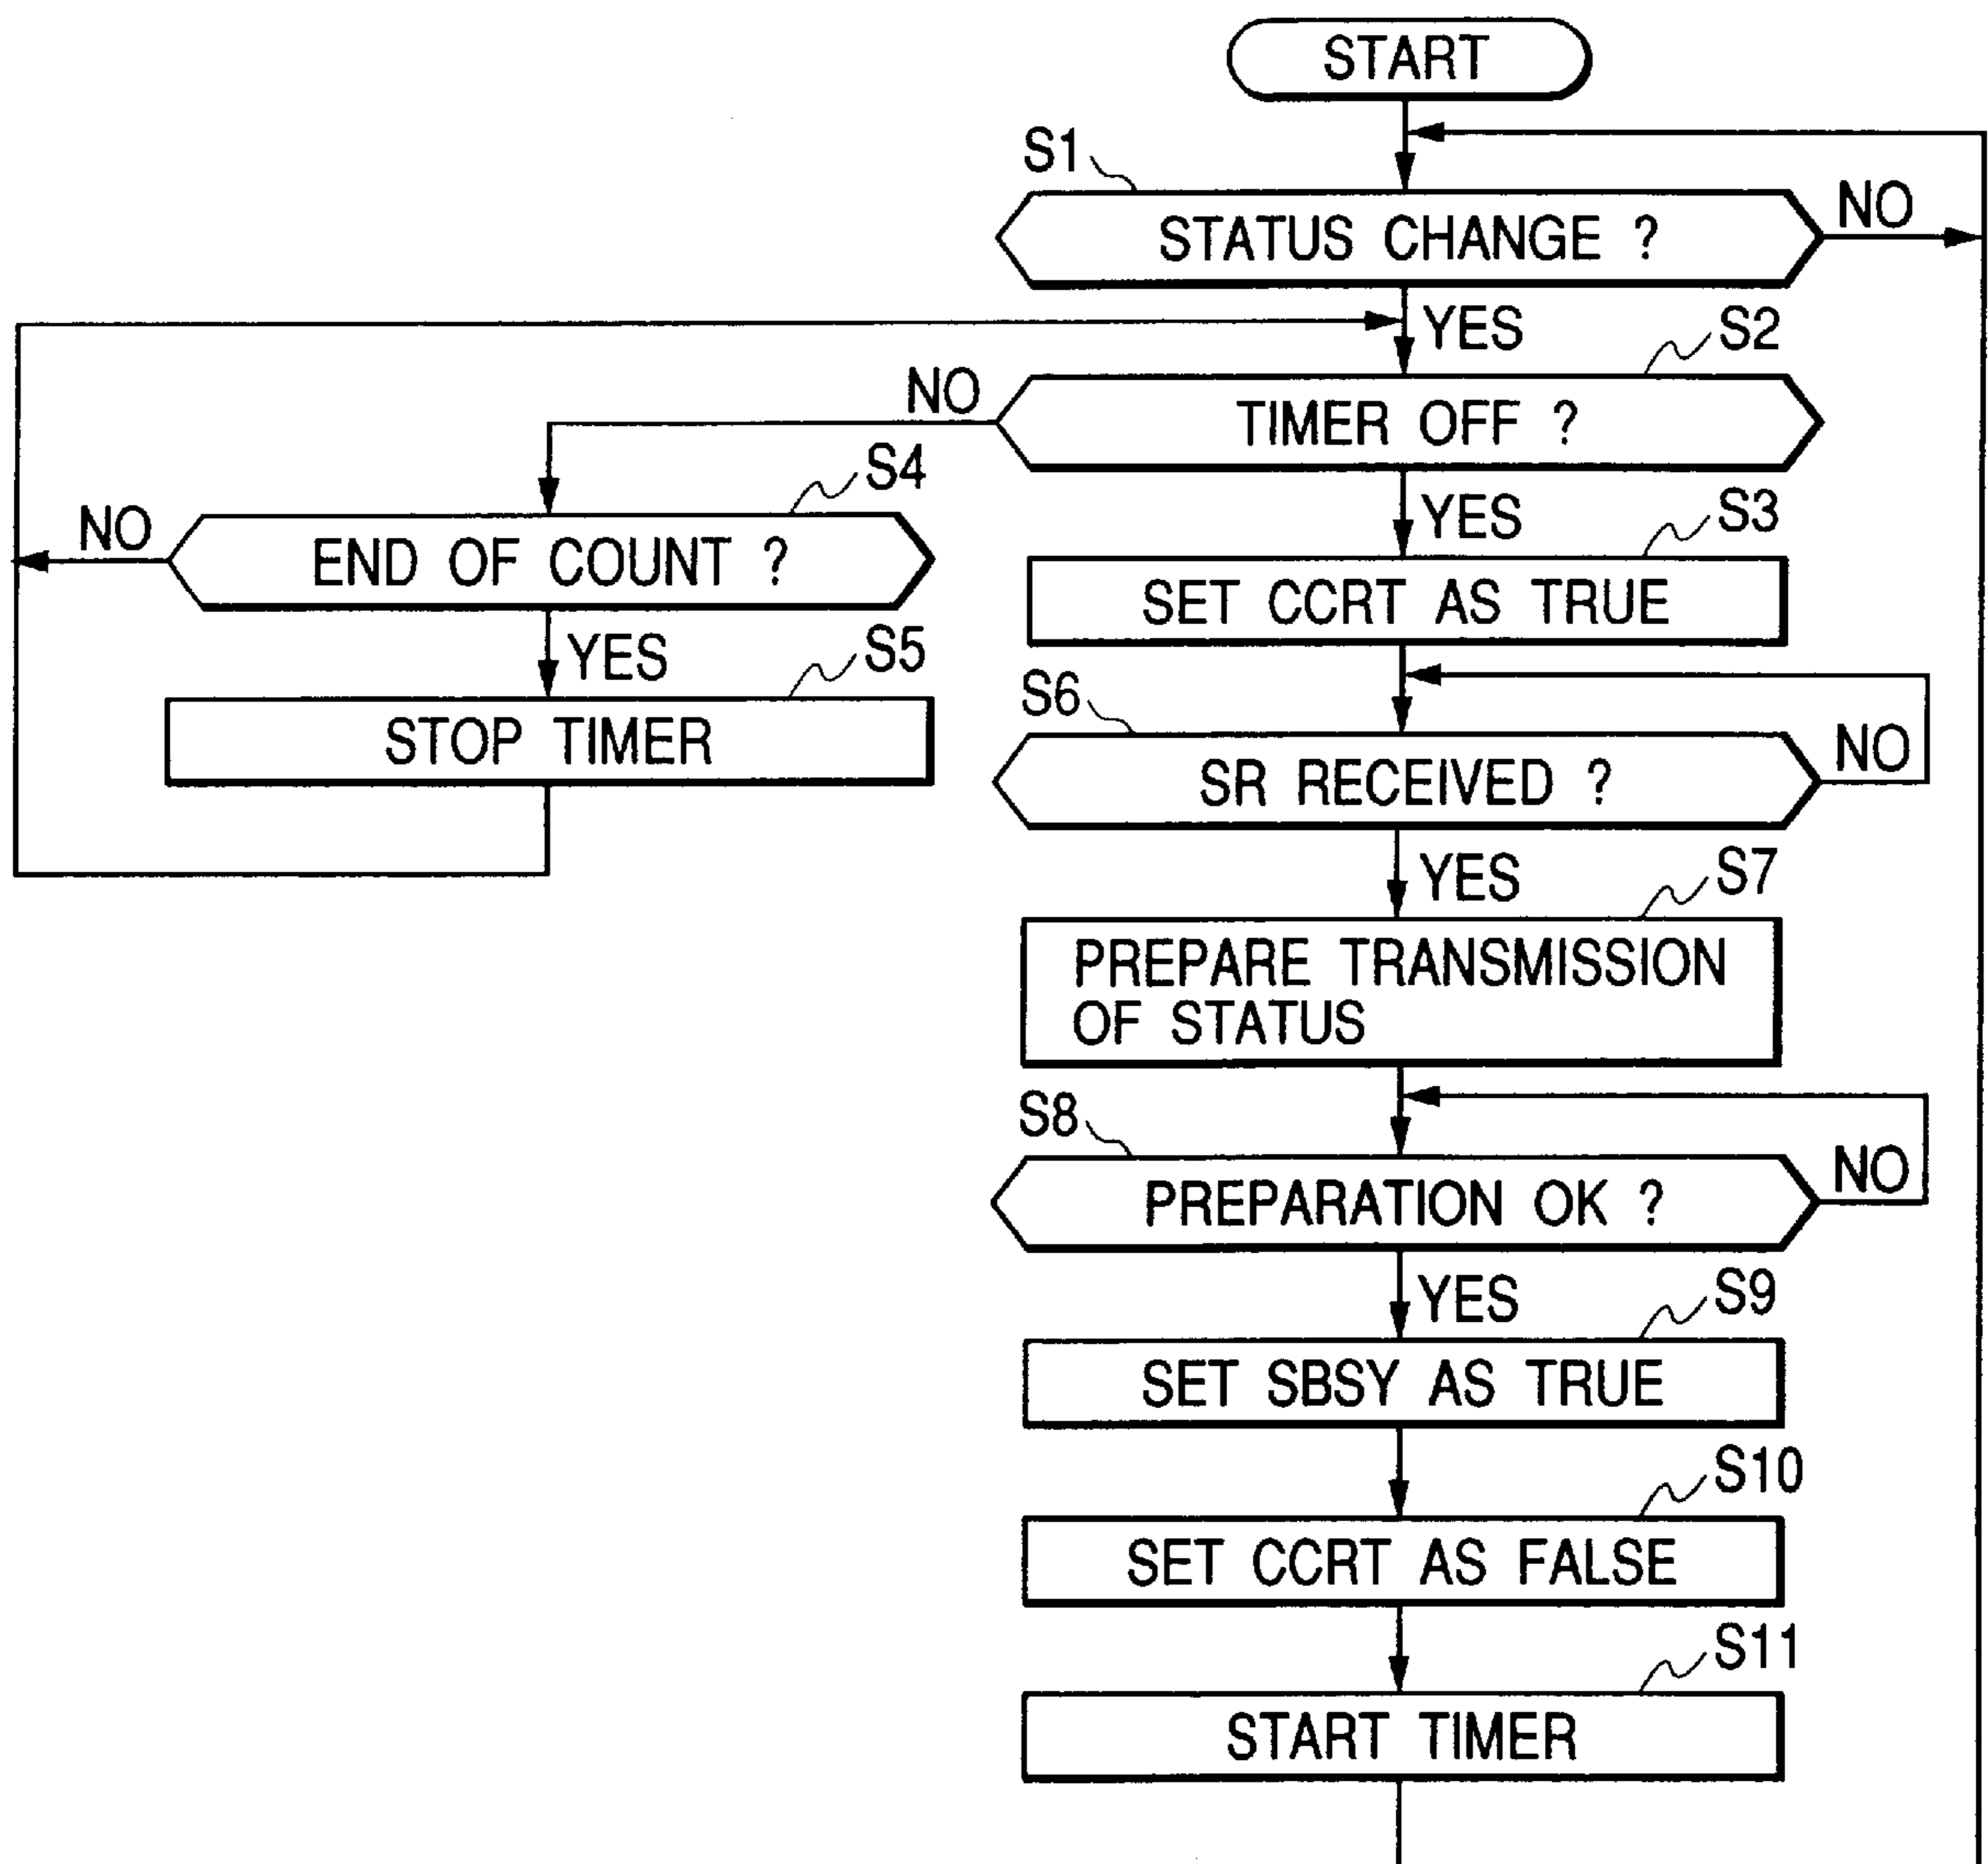 START
S1
STATUS CHANGE ?
NO
YES
S2
NO
TIMER OFF ?
S4
YES
S3
NO
END OF COUNT ?
SET CCRT AS TRUE
YES
S5
S6
STOP TIMER
SR RECEIVED ?
NO
YES
S7
PREPARE TRANSMISSION
OF STATUS
S8
PREPARATION OK ?
NO
YES
S9
SET SBSY AS TRUE
S10
SET CCRT AS FALSE
S11
START TIMER